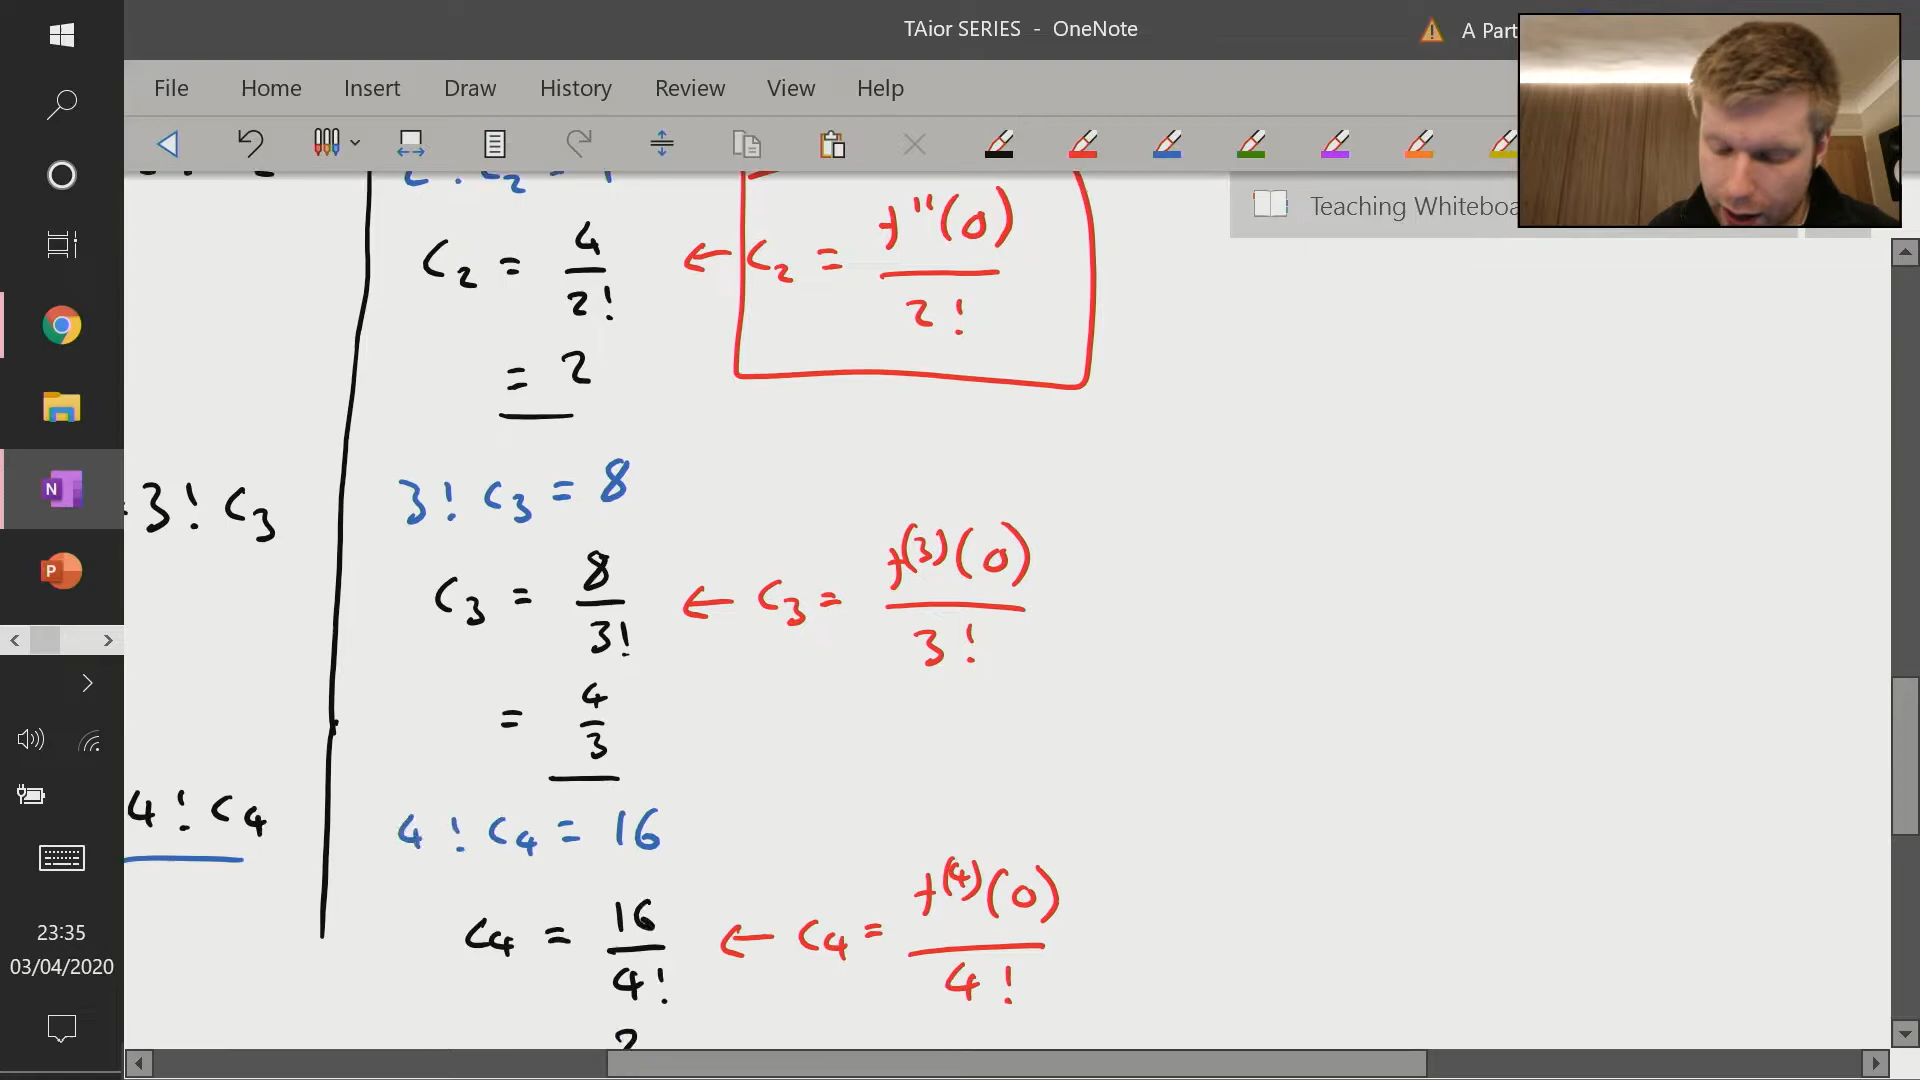 TAior SERIES - OneNote
A Part
File Home Insert Draw History Review View Help
Teaching Whiteboa
C₂ = 4/2! ← C₂ = f''(0)/2!
= 2
3! C₃
3! C₃ = 8
C₃ = 8/3! ← C₃ = f⁽³⁾(0)/3!
= 4/3
4! C₄
4! C₄ = 16
C₄ = 16/4! ← C₄ = f⁽⁴⁾(0)/4!
N
P
23:35
03/04/2020